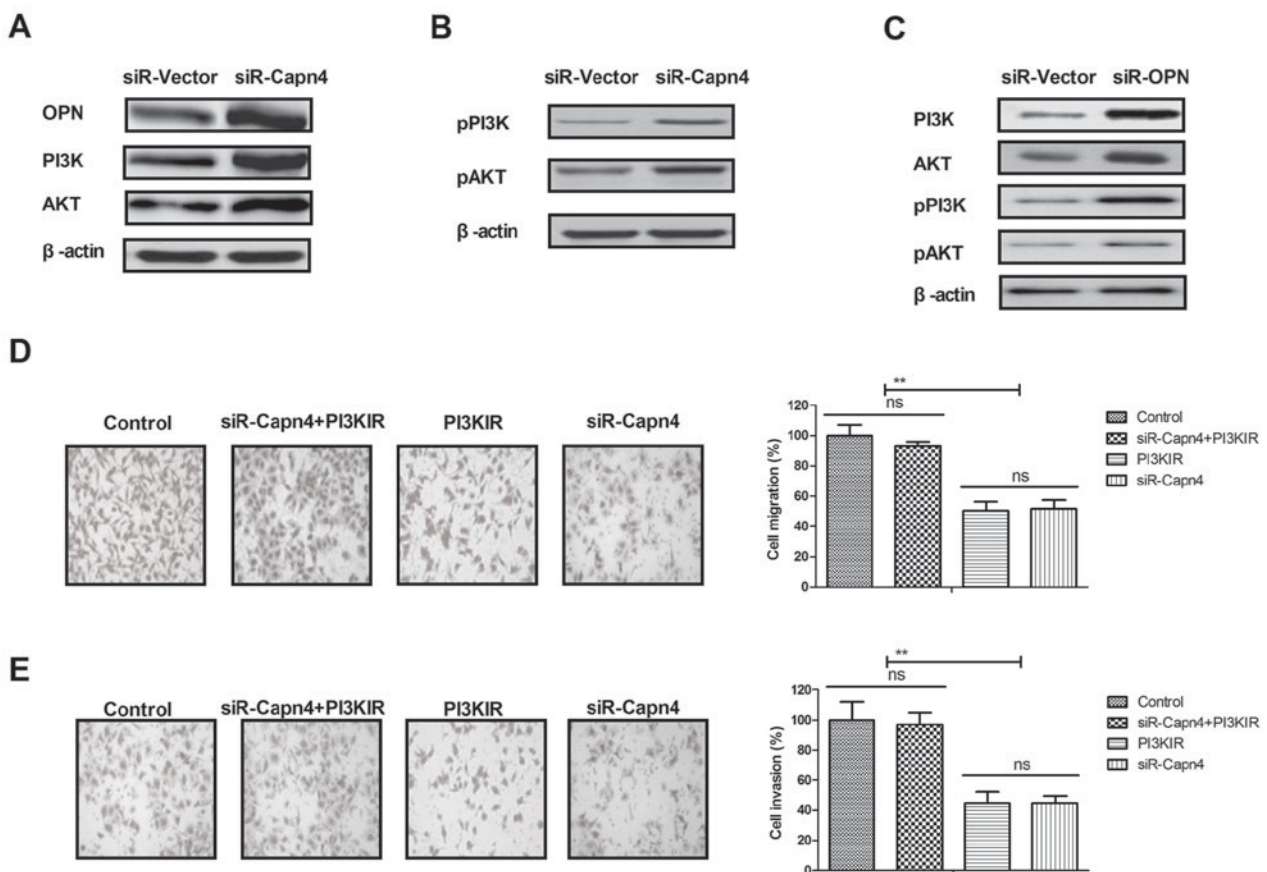 A
siR-Vector siR-Capn4
OPN
PI3K
AKT
β -actin
B
siR-Vector siR-Capn4
pPI3K
pAKT
β -actin
C
siR-Vector siR-OPN
PI3K
AKT
pPI3K
pAKT
β -actin
D
Control siR-Capn4+PI3KIR PI3KIR siR-Capn4
Cell migration (%)
120
100
80
60
40
20
0
**
ns
ns
Control
siR-Capn4+PI3KIR
PI3KIR
siR-Capn4
E
Control siR-Capn4+PI3KIR PI3KIR siR-Capn4
Cell invasion (%)
120
100
80
60
40
20
0
**
ns
ns
Control
siR-Capn4+PI3KIR
PI3KIR
siR-Capn4